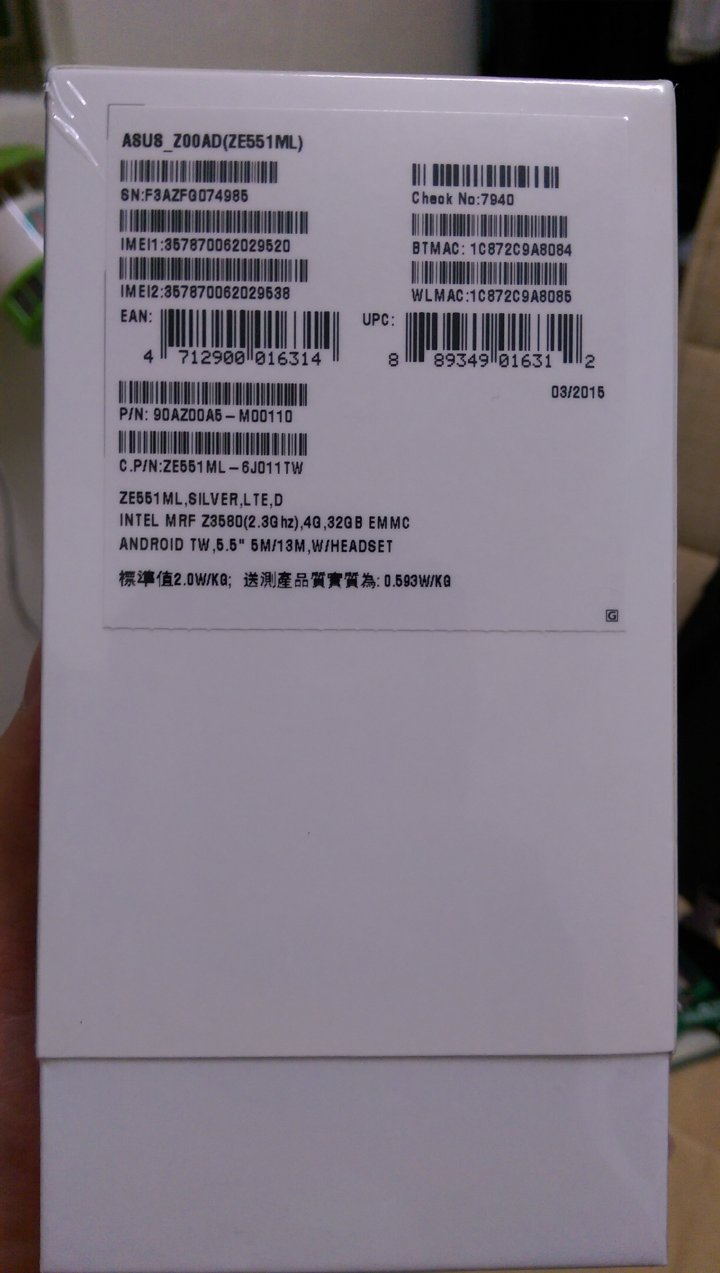 ASUS_Z00AD(ZE551ML)
SN:F3AZFG074985
Check No:7940
IMEI1:357870062029520
BTMAC: 1C872C9A8084
IMEI2:357870062029538
WLMAC:1C872C9A8085
EAN: 4 712900 016314
UPC: 8 89349 01631 2
03/2015
P/N: 90AZ00A5-M00110
C.P/N:ZE551ML-6J011TW
ZE551ML,SILVER,LTE,D
INTEL MRF Z3580(2.3Ghz),4G,32GB EMMC
ANDROID TW,5.5" 5M/13M,W/HEADSET
標準值2.0W/KG; 送測產品質實質為: 0.593W/KG
G